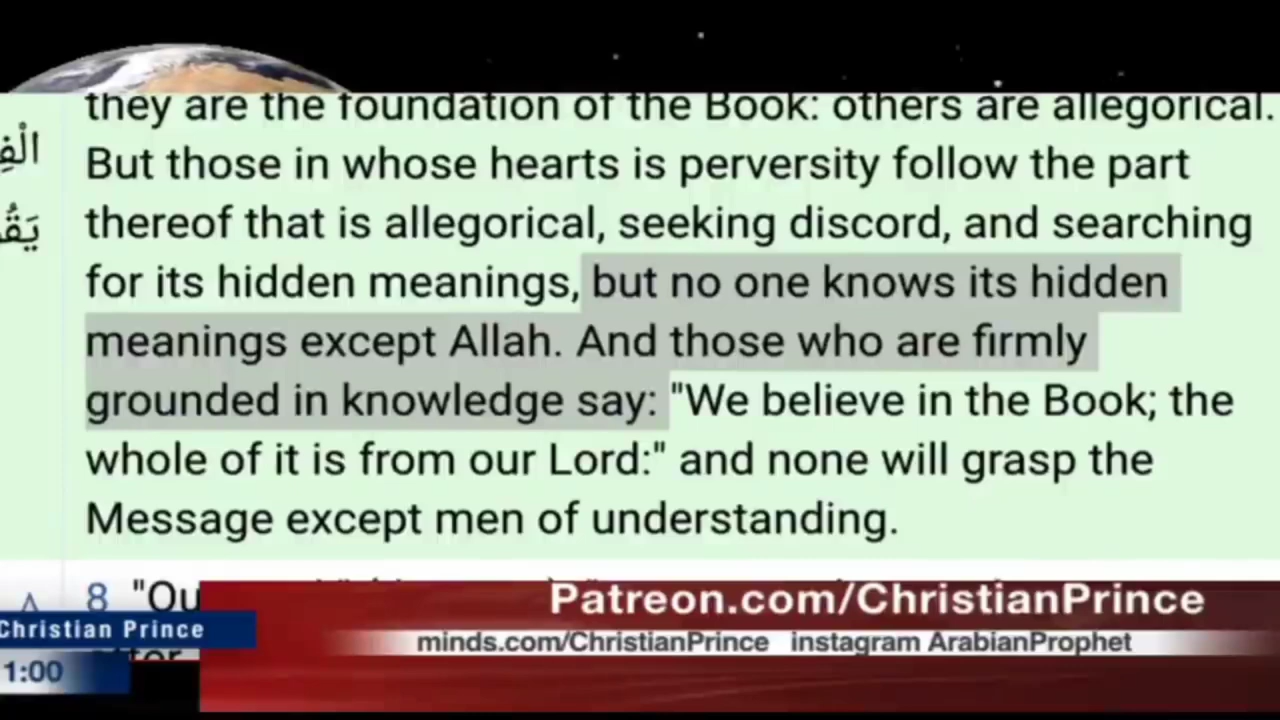 they are the foundation of the Book: others are allegorical.
But those in whose hearts is perversity follow the part
thereof that is allegorical, seeking discord, and searching
for its hidden meanings, but no one knows its hidden
meanings except Allah. And those who are firmly
grounded in knowledge say: "We believe in the Book; the
whole of it is from our Lord:" and none will grasp the
Message except men of understanding.
٨ 8 "Ou
Patreon.com/ChristianPrince
Christian Prince
minds.com/ChristianPrince instagram ArabianProphet
1:00